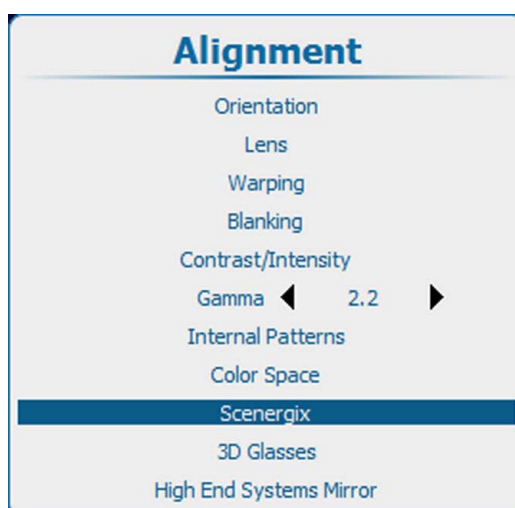 Alignment
Orientation
Lens
Warping
Blanking
Contrast/Intensity
Gamma 2.2
Internal Patterns
Color Space
Scenergix
3D Glasses
High End Systems Mirror